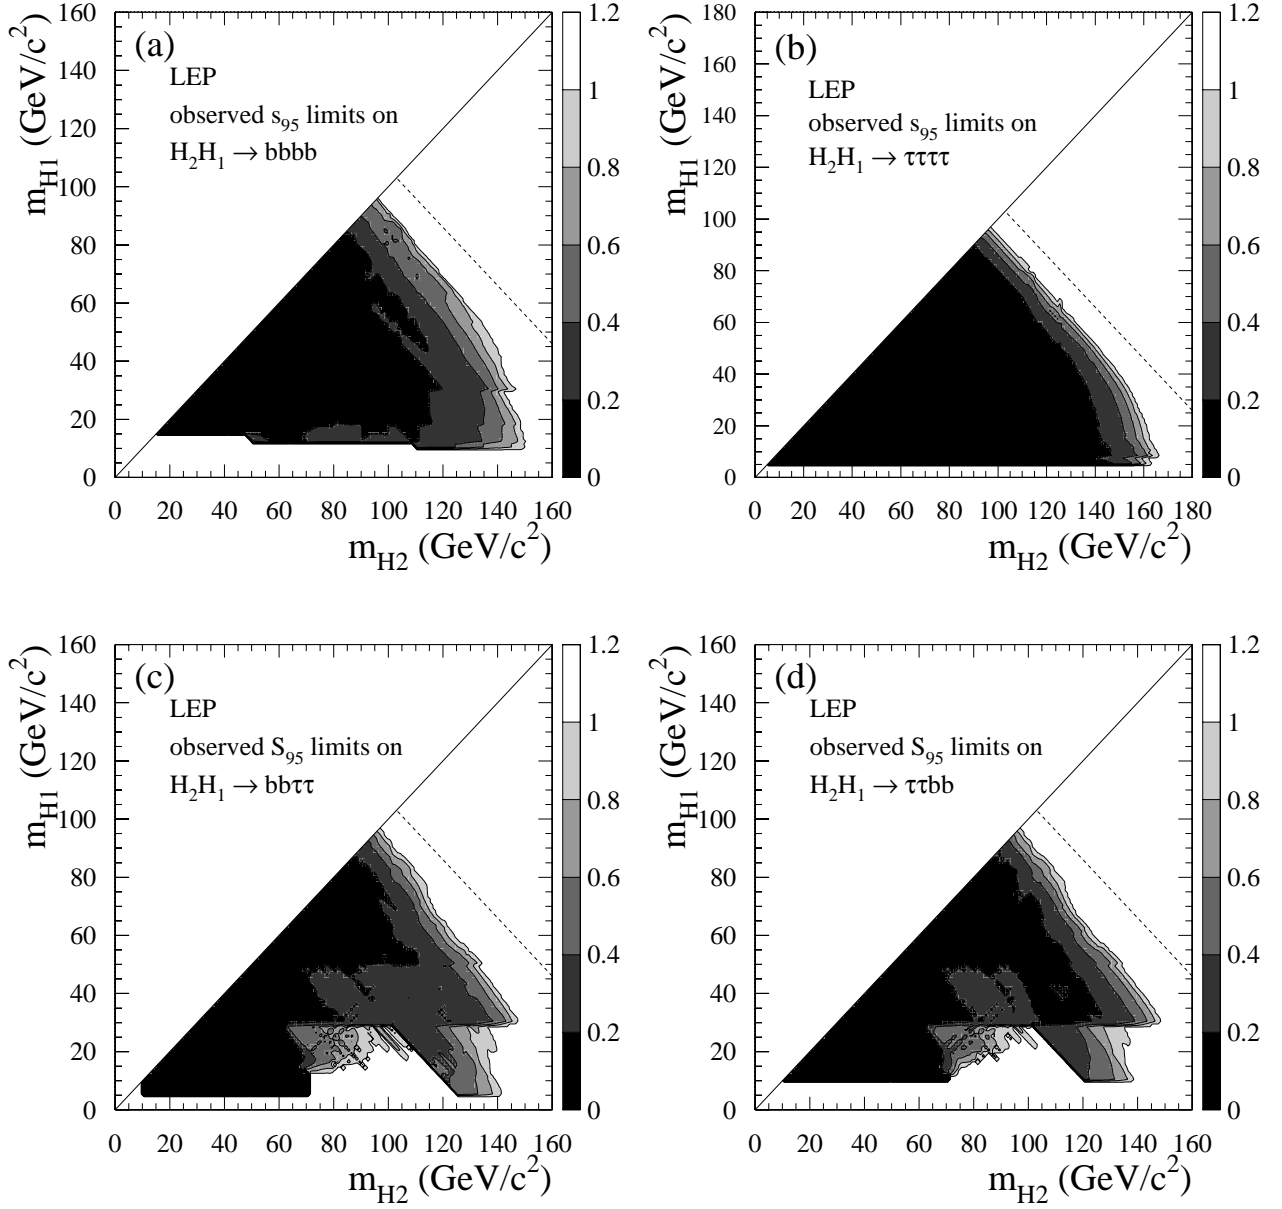 (a)
LEP
observed s95 limits on
H2H1 → bbbb
mH1 (GeV/c2)
160
140
120
100
80
60
40
20
0
0 20 40 60 80 100 120 140 160
mH2 (GeV/c2)
1.2
1
0.8
0.6
0.4
0.2
0
(b)
LEP
observed s95 limits on
H2H1 → ττττ
mH1 (GeV/c2)
180
160
140
120
100
80
60
40
20
0
0 20 40 60 80 100 120 140 160 180
mH2 (GeV/c2)
1.2
1
0.8
0.6
0.4
0.2
0
(c)
LEP
observed S95 limits on
H2H1 → bbττ
mH1 (GeV/c2)
160
140
120
100
80
60
40
20
0
0 20 40 60 80 100 120 140 160
mH2 (GeV/c2)
1.2
1
0.8
0.6
0.4
0.2
0
(d)
LEP
observed S95 limits on
H2H1 → ττbb
mH1 (GeV/c2)
160
140
120
100
80
60
40
20
0
0 20 40 60 80 100 120 140 160
mH2 (GeV/c2)
1.2
1
0.8
0.6
0.4
0.2
0